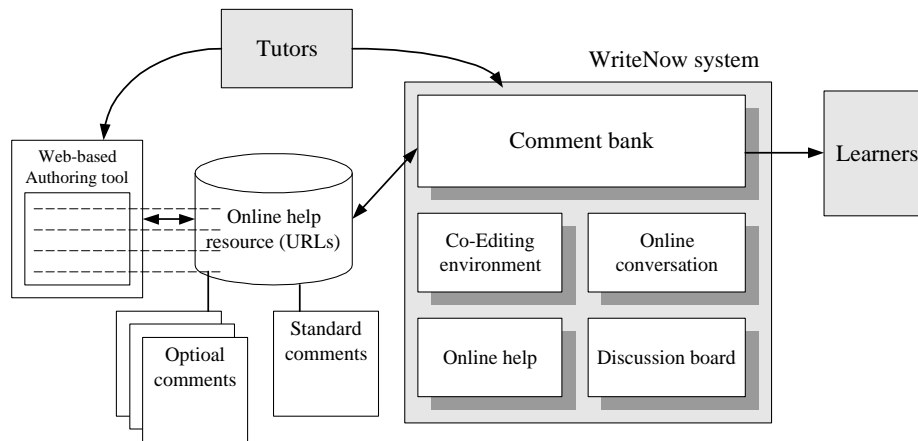 Tutors
WriteNow system
Comment bank
Learners
Web-based
Authoring tool
Online help
resource (URLs)
Co-Editing
environment
Online
conversation
Optioal
comments
Standard
comments
Online help
Discussion board